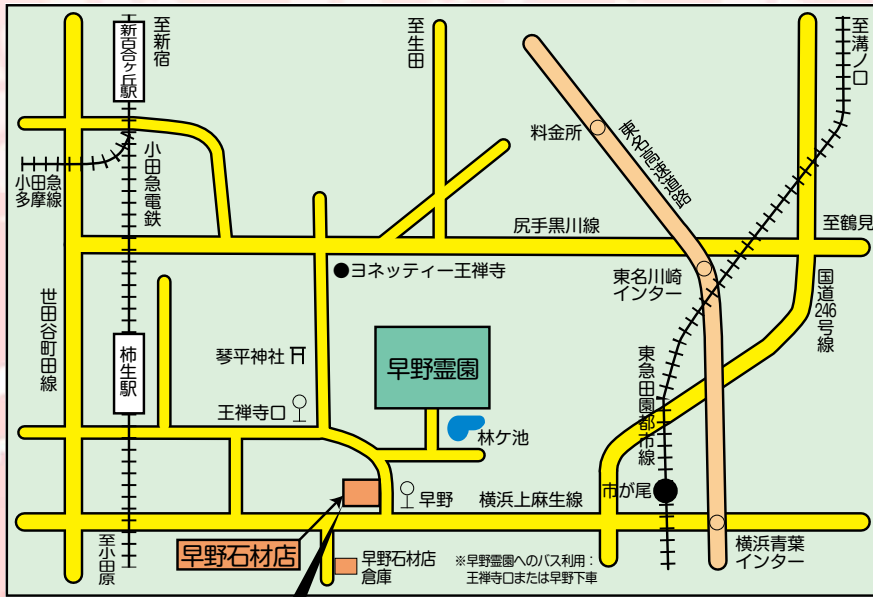 至新宿
新百合ヶ丘駅
至生田
至溝ノ口
料金所
東名高速道路
小田急電鉄
小田急
多摩線
尻手黒川線
至鶴見
ヨネッティー王禅寺
東名川崎
インター
国道246号線
世田谷町田線
柿生駅
琴平神社
早野霊園
東急田園都市線
王禅寺口
林ケ池
市が尾
早野
横浜上麻生線
至小田原
早野石材店
早野石材店
倉庫
※早野霊園へのバス利用：
王禅寺口または早野下車
横浜青葉
インター